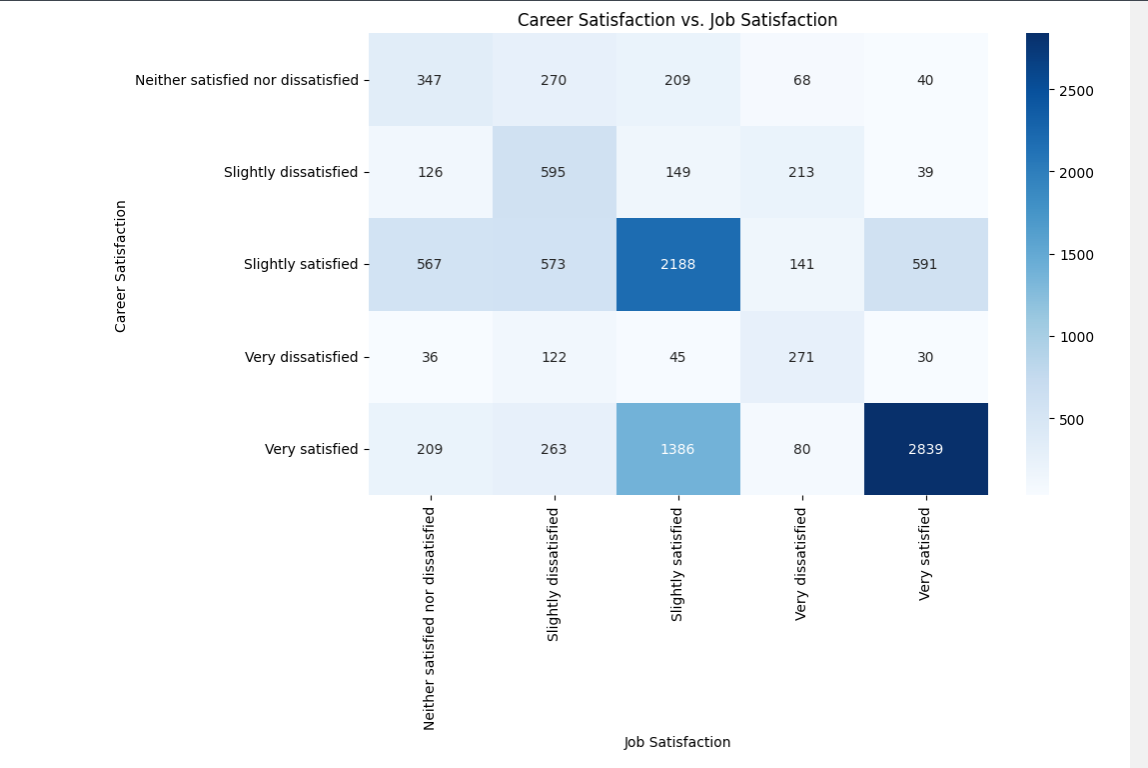 Career Satisfaction vs. Job Satisfaction
Neither satisfied nor dissatisfied 347 270 209 68 40
Slightly dissatisfied 126 595 149 213 39
Slightly satisfied 567 573 2188 141 591
Very dissatisfied 36 122 45 271 30
Very satisfied 209 263 1386 80 2839
Career Satisfaction
2500
2000
1500
1000
500
Neither satisfied nor dissatisfied
Slightly dissatisfied
Slightly satisfied
Very dissatisfied
Very satisfied
Job Satisfaction